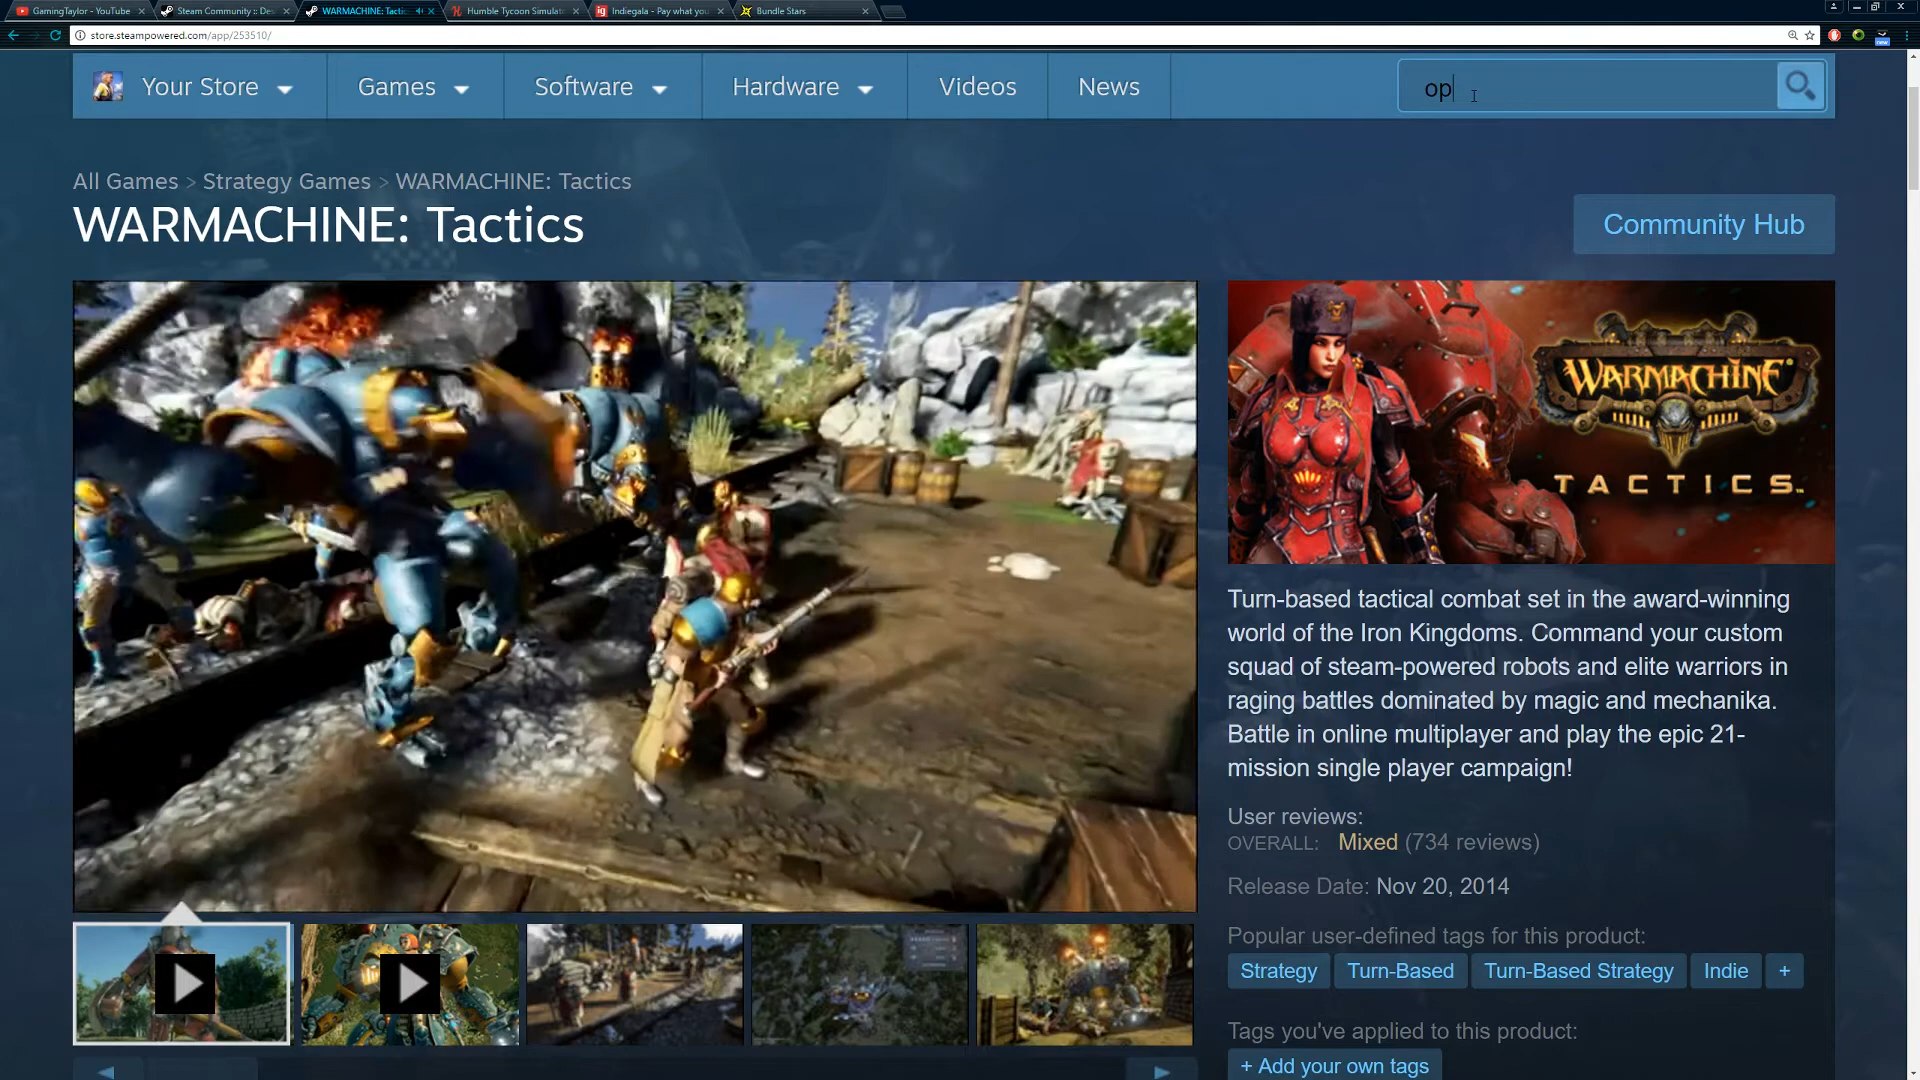 GamingTaylor - YouTube
Steam Community :: Des
WARMACHINE: Tactic
Humble Tycoon Simulat
Indiegala - Pay what you
Bundle Stars
store.steampowered.com/app/253510/
new
Your Store
Games
Software
Hardware
Videos
News
op
All Games > Strategy Games > WARMACHINE: Tactics
WARMACHINE: Tactics
Community Hub
WARMACHINE
TACTICS
Turn-based tactical combat set in the award-winning
world of the Iron Kingdoms. Command your custom
squad of steam-powered robots and elite warriors in
raging battles dominated by magic and mechanika.
Battle in online multiplayer and play the epic 21-
mission single player campaign!
User reviews:
OVERALL: Mixed (734 reviews)
Release Date: Nov 20, 2014
Popular user-defined tags for this product:
Strategy
Turn-Based
Turn-Based Strategy
Indie
+
Tags you've applied to this product:
+ Add your own tags